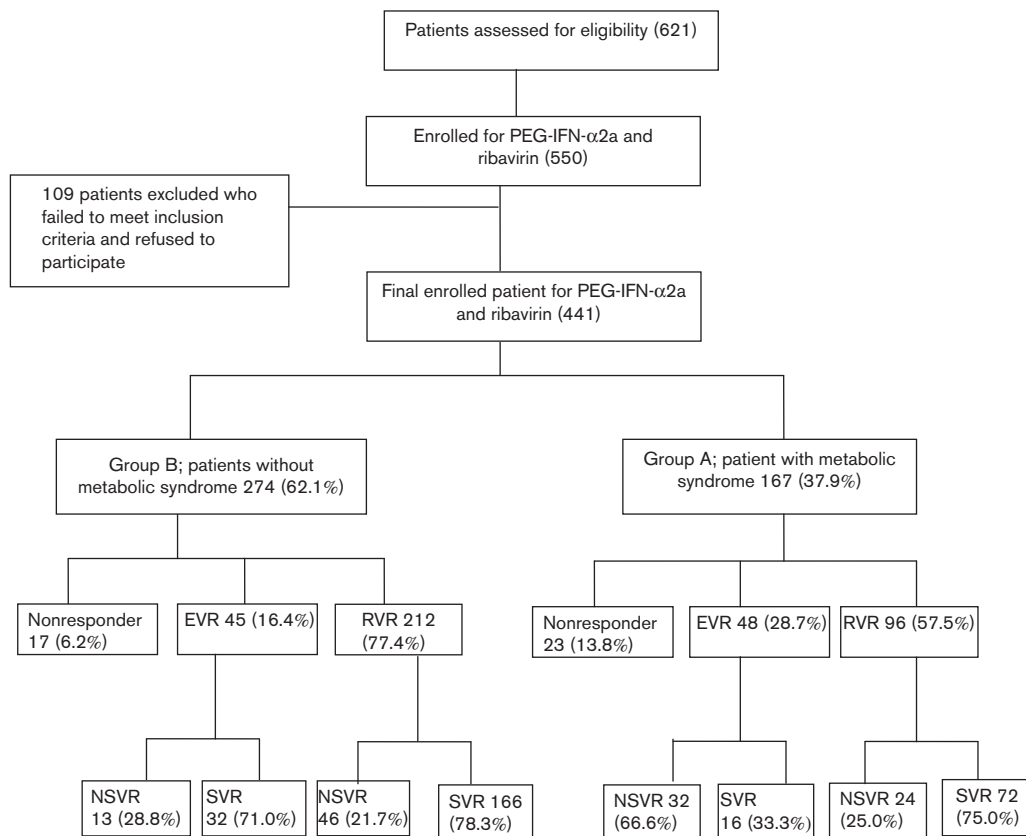 Patients assessed for eligibility (621)
Enrolled for PEG-IFN-α2a and
ribavirin (550)
109 patients excluded who
failed to meet inclusion
criteria and refused to
participate
Final enrolled patient for PEG-IFN-α2a
and ribavirin (441)
Group B; patients without
metabolic syndrome 274 (62.1%)
Group A; patient with metabolic
syndrome 167 (37.9%)
Nonresponder
17 (6.2%)
EVR 45 (16.4%)
RVR 212
(77.4%)
Nonresponder
23 (13.8%)
EVR 48 (28.7%)
RVR 96 (57.5%)
NSVR
13 (28.8%)
SVR
32 (71.0%)
NSVR
46 (21.7%)
SVR 166
(78.3%)
NSVR 32
(66.6%)
SVR
16 (33.3%)
NSVR 24
(25.0%)
SVR 72
(75.0%)